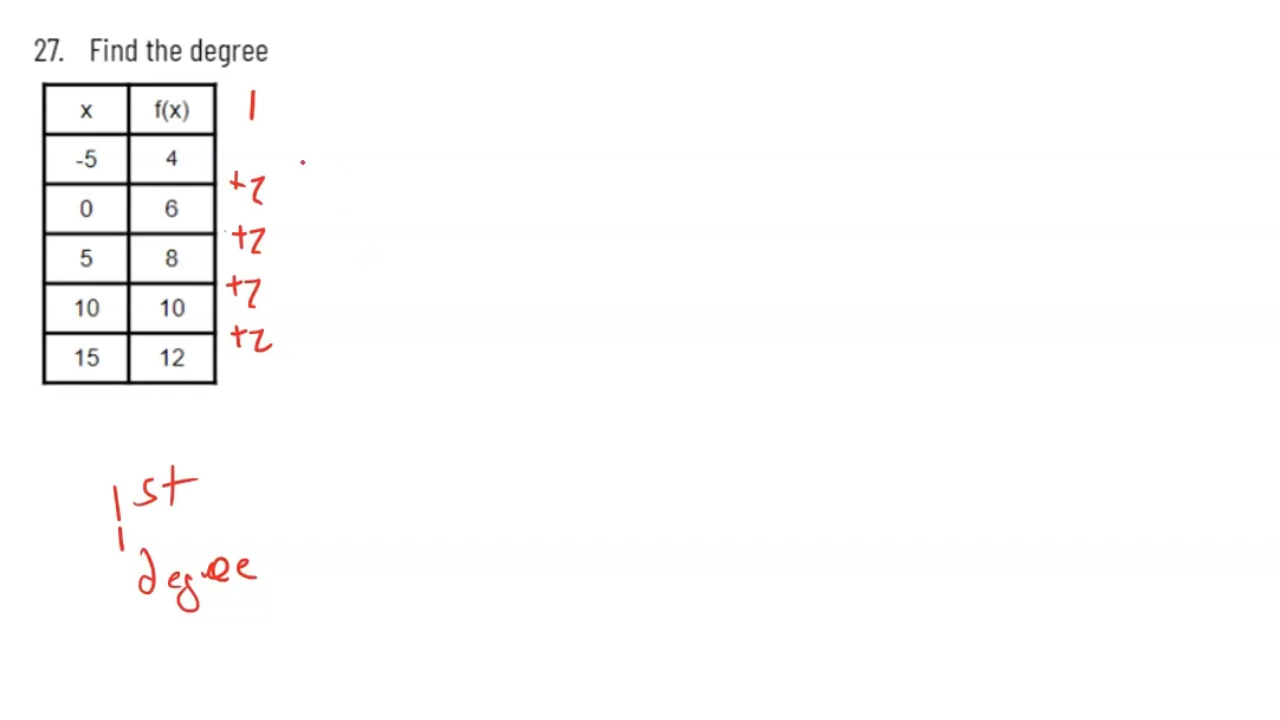 27. Find the degree
x f(x) 1
-5 4
+2
0 6
+2
5 8
+2
10 10
+2
15 12
1st
degree